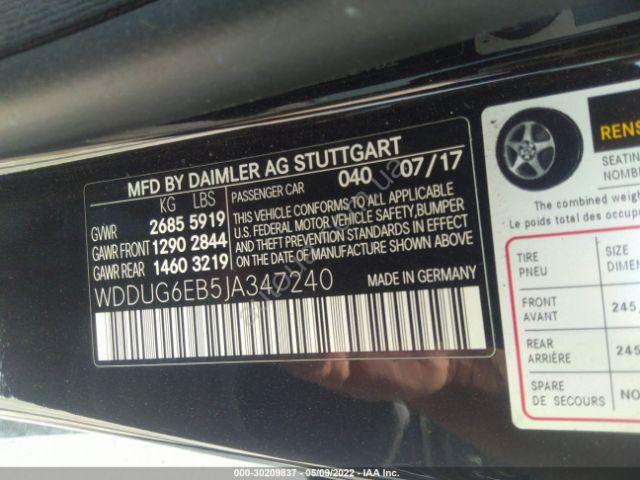 MFD BY DAIMLER AG STUTTGART
KG LBS
PASSENGER CAR 040 07/17
GVWR 2685 5919
GAWR FRONT 1290 2844
GAWR REAR 1460 3219
THIS VEHICLE CONFORMS TO ALL APPLICABLE
U.S. FEDERAL MOTOR VEHICLE SAFETY, BUMPER
AND THEFT PREVENTION STANDARDS IN EFFECT
ON THE DATE OF MANUFACTURE SHOWN ABOVE.
WDDUG6EB5JA347240
MADE IN GERMANY
RENS
SEATIN
NOMBR
The combined weigh
Le poids total des occu
TIRE
PNEU
SIZE
DIMEN
FRONT
AVANT
245/
REAR
ARRIÈRE
245
SPARE
DE SECOURS
NO
000-30209837 - 05/09/2022 - IAA Inc.